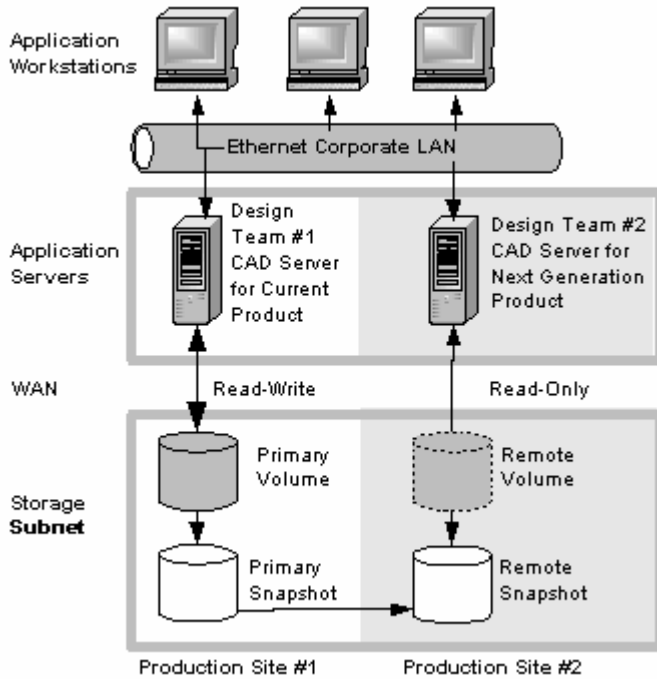 Application
Workstations
Ethernet Corporate LAN
Application
Servers
Design
Team #1
CAD Server
for Current
Product
Design Team #2
CAD Server for
Next Generation
Product
WAN
Read-Write
Read-Only
Storage
Subnet
Primary
Volume
Remote
Volume
Primary
Snapshot
Remote
Snapshot
Production Site #1
Production Site #2